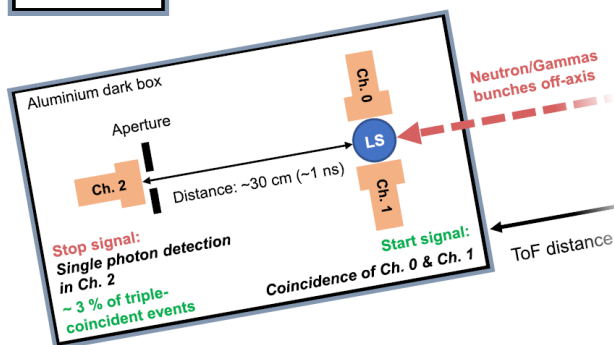 Aluminium dark box
Aperture
Ch. 0
Neutron/Gammas
bunches off-axis
LS
Ch. 2
Distance: ~30 cm (~1 ns)
Ch. 1
Stop signal:
Single photon detection
in Ch. 2
~ 3 % of triple-
coincident events
Start signal:
Coincidence of Ch. 0 & Ch. 1
ToF distance